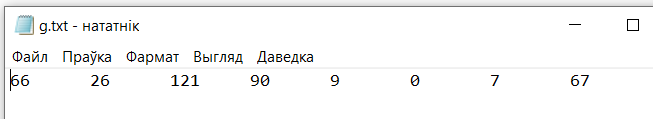 g.txt - нататнік
Файл Праўка Фармат Выгляд Даведка
66 26 121 90 9 0 7 67